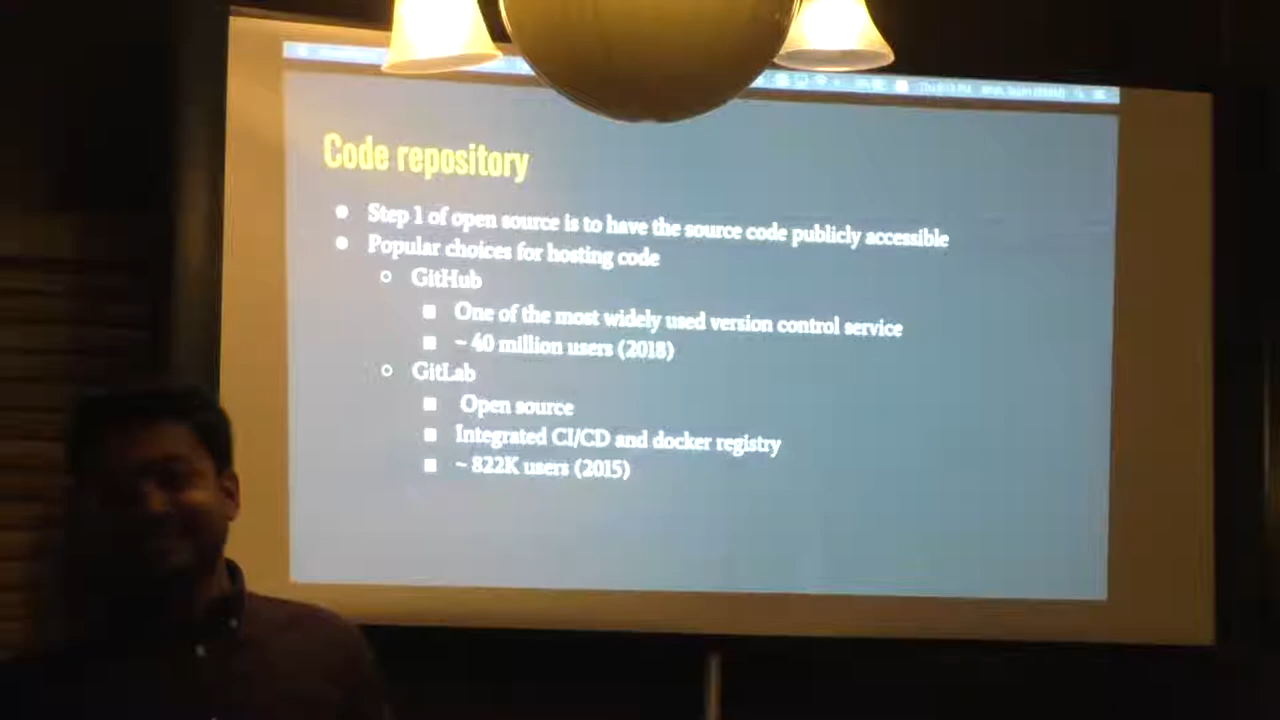 Code repository
● Step 1 of open source is to have the source code publicly accessible
● Popular choices for hosting code
○ GitHub
■ One of the most widely used version control service
■ ~ 40 million users (2018)
○ GitLab
■ Open source
■ Integrated CI/CD and docker registry
■ ~ 822K users (2015)